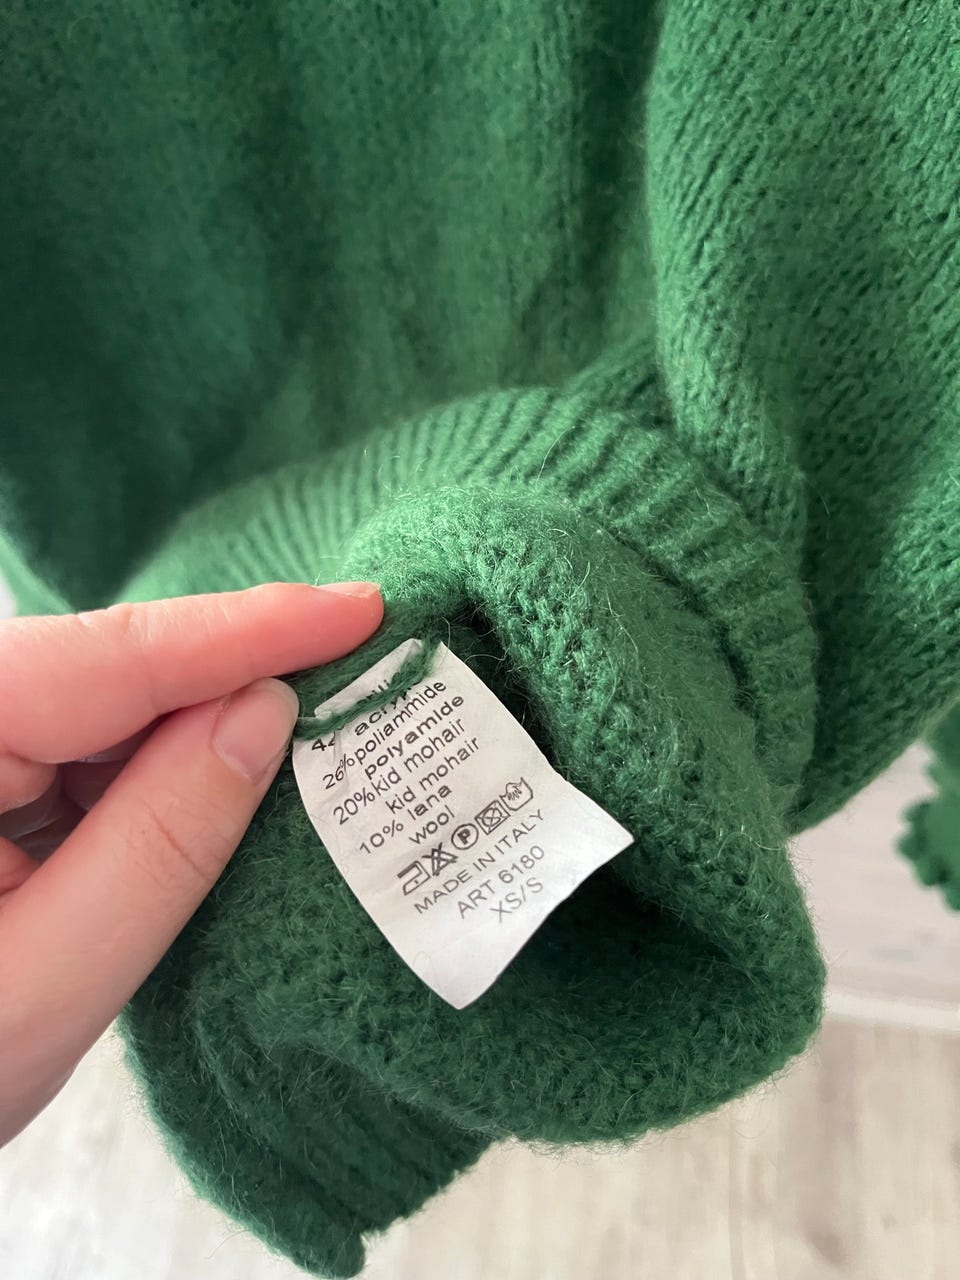 26%poliammide
polyamide
20%kid mohair
kid mohair
10% lana
wool
P
MADE IN ITALY
ART 6180
XS/S